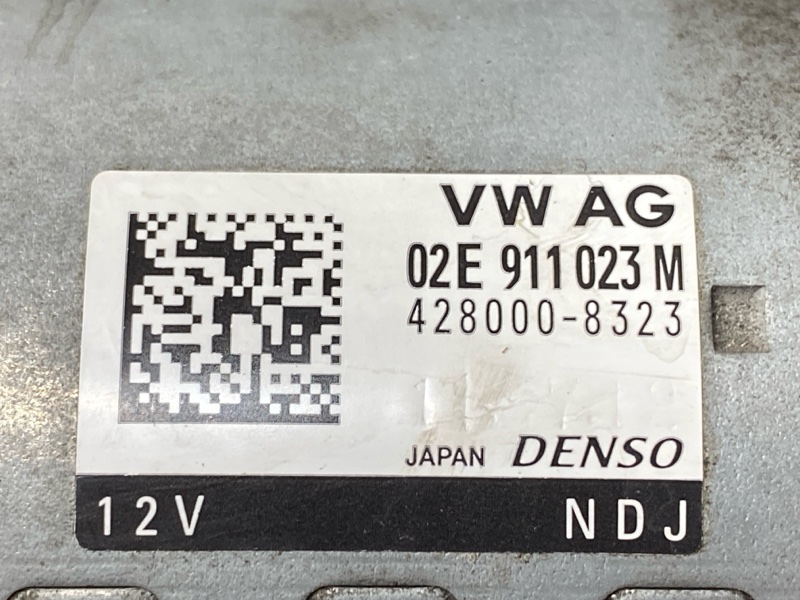 VW AG
02E 911 023 M
428000-8323
JAPAN DENSO
12V NDJ